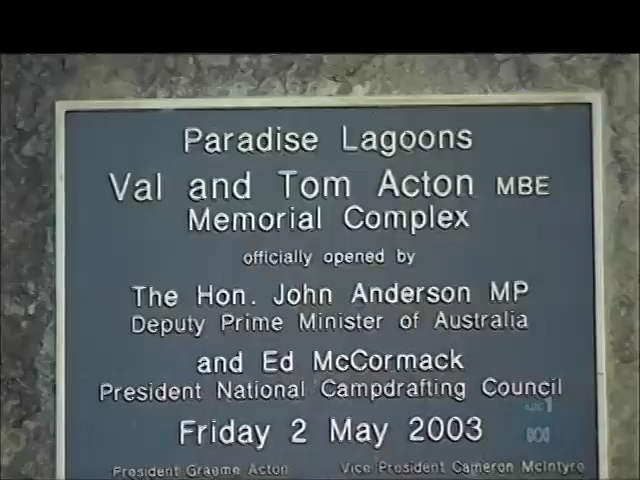 Paradise Lagoons
Val and Tom Acton MBE
Memorial Complex
officially opened by
The Hon. John Anderson MP
Deputy Prime Minister of Australia
and Ed McCormack
President National Campdrafting Council
abc1
Friday 2 May 2003
President Graeme Acton Vice President Cameron McIntyre